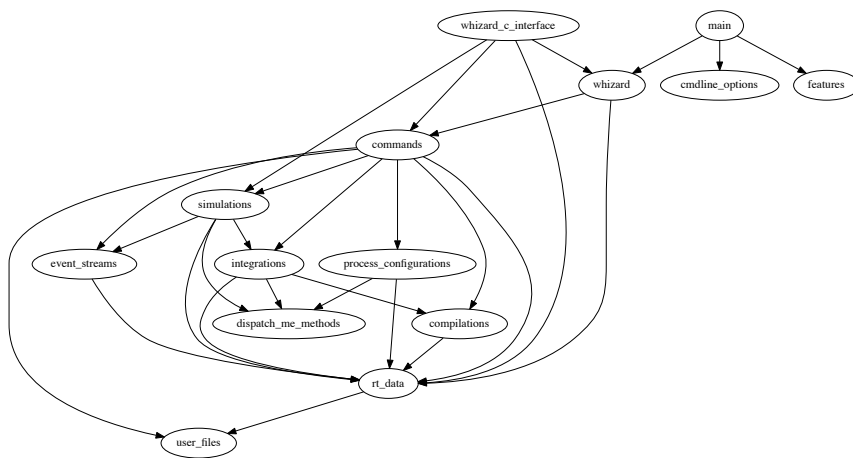 whizard_c_interface
main
whizard
cmdline_options
features
commands
simulations
event_streams
integrations
process_configurations
dispatch_me_methods
compilations
rt_data
user_files